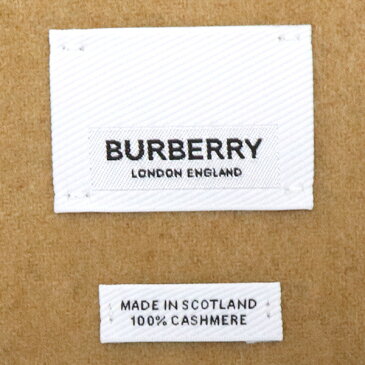 BURBERRY
LONDON ENGLAND
MADE IN SCOTLAND
100% CASHMERE